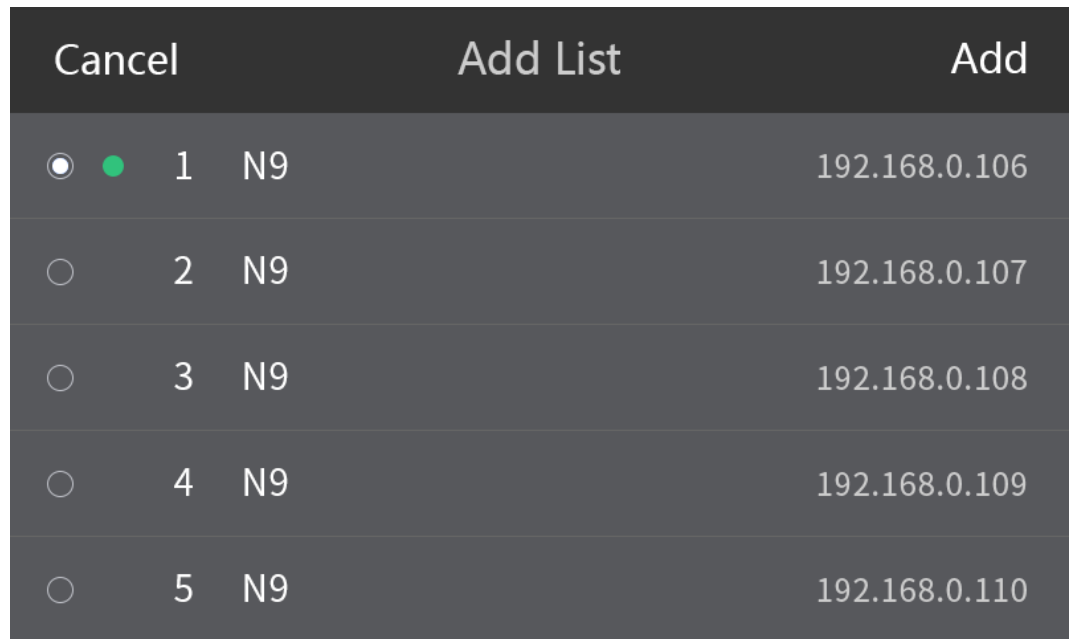 Cancel Add List Add
1 N9 192.168.0.106
2 N9 192.168.0.107
3 N9 192.168.0.108
4 N9 192.168.0.109
5 N9 192.168.0.110